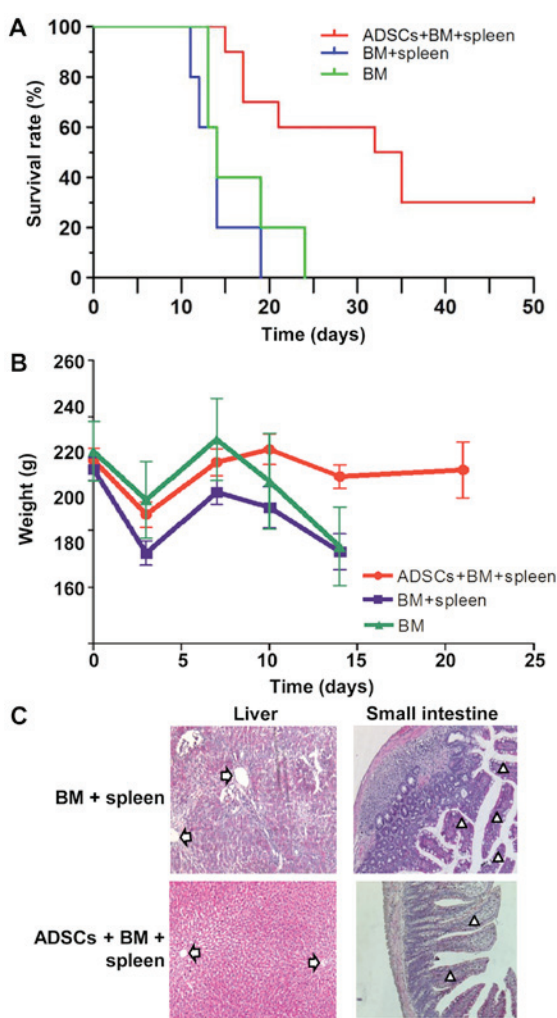 A
ADSCs+BM+spleen
BM+spleen
BM
100
80
60
40
20
0
Survival rate (%)
0 10 20 30 40 50
Time (days)
B
260
240
220
200
180
160
Weight (g)
ADSCs+BM+spleen
BM+spleen
BM
0 5 10 15 20 25
Time (days)
C
Liver Small intestine
BM + spleen
ADSCs + BM +
spleen